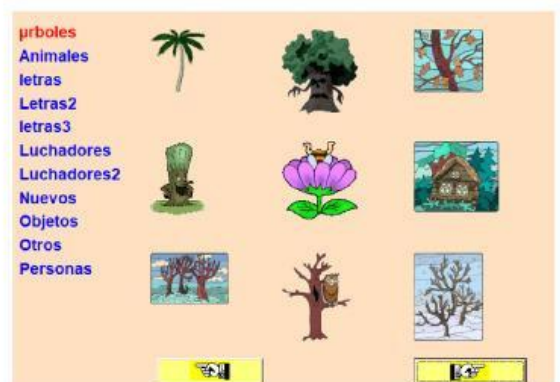 µrboles
Animales
letras
Letras2
letras3
Luchadores
Luchadores2
Nuevos
Objetos
Otros
Personas